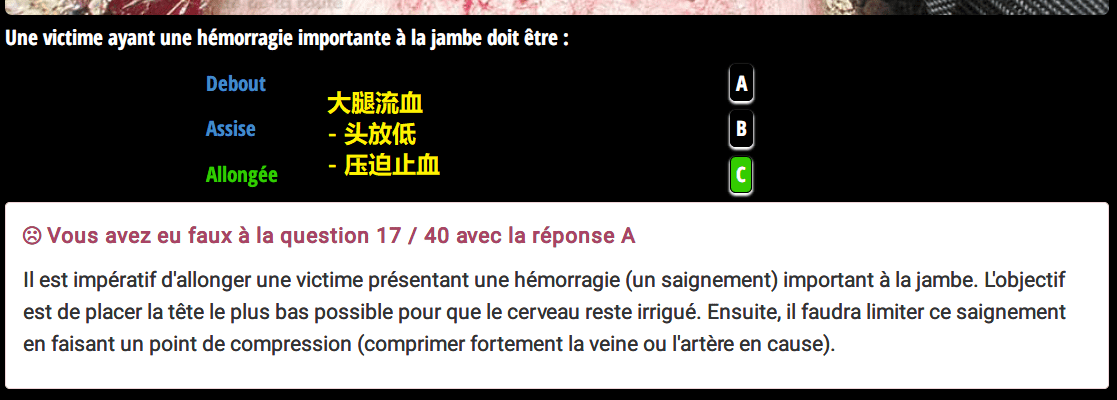 Une victime ayant une hémorragie importante à la jambe doit être :
Debout
A
大腿流血
- 头放低
- 压迫止血
Assise
B
Allongée
C
☹ Vous avez eu faux à la question 17 / 40 avec la réponse A
Il est impératif d'allonger une victime présentant une hémorragie (un saignement) important à la jambe. L'objectif
est de placer la tête le plus bas possible pour que le cerveau reste irrigué. Ensuite, il faudra limiter ce saignement
en faisant un point de compression (comprimer fortement la veine ou l'artère en cause).